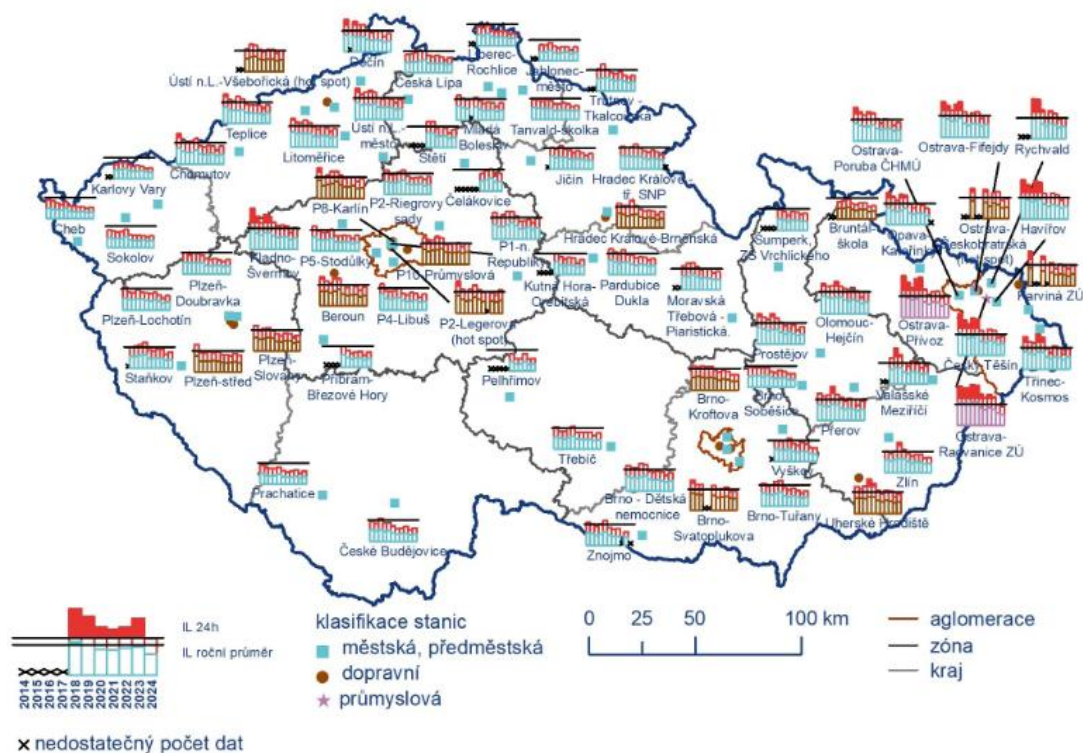 Děčín
Liberec-
Rochlice
Jablonec-
město
Ústí n.L.-Všebořická (hot spot)
Česká Lípa
Trutnov -
Tkalcovská
Teplice
Ústí n.L.-
město
Mladá
Boleslav
Tanvald-školka
Litoměřice
Štětí
Chomutov
Karlovy Vary
Jičín
Hradec Králové -
tř. SNP
Čelákovice
P8-Karlín
P2-Riegrovy
sady
Cheb
Sokolov
Kladno-
Švermov
P5-Stodůlky
P10-Průmyslová
P1-n.
Republiky
Hradec Králové-Brněnská
Šumperk,
ZŠ Vrchlického
Bruntál-
škola
Opava-
Kateřinky
Ostrava-
Poruba ČHMÚ
Ostrava-Fifejdy
Rychvald
Ostrava-
Českobratrská
(hot spot)
Havířov
Karviná ZÚ
Plzeň-
Doubravka
Beroun
P4-Libuš
P2-Legerova
(hot spot)
Kutná Hora-
Orebitská
Pardubice
Dukla
Moravská
Třebová -
Piaristická.
Olomouc-
Hejčín
Ostrava-
Přívoz
Plzeň-Lochotín
Staňkov
Plzeň-střed
Plzeň-
Slovany
Příbram-
Březové Hory
Pelhřimov
Prostějov
Český Těšín
Třinec-
Kosmos
Brno-
Kroftova
Brno-
Soběšice
Přerov
Valašské
Meziříčí
Ostrava-
Radvanice ZÚ
Třebíč
Vyškov
Zlín
Prachatice
České Budějovice
Brno - Dětská
nemocnice
Brno-
Svatoplukova
Brno-Tuřany
Uherské Hradiště
Znojmo
IL 24h
IL roční průměr
2014
2015
2016
2017
2018
2019
2020
2021
2022
2023
2024
nedostatečný počet dat
klasifikace stanic
městská, předměstská
dopravní
průmyslová
0 25 50 100 km
aglomerace
zóna
kraj